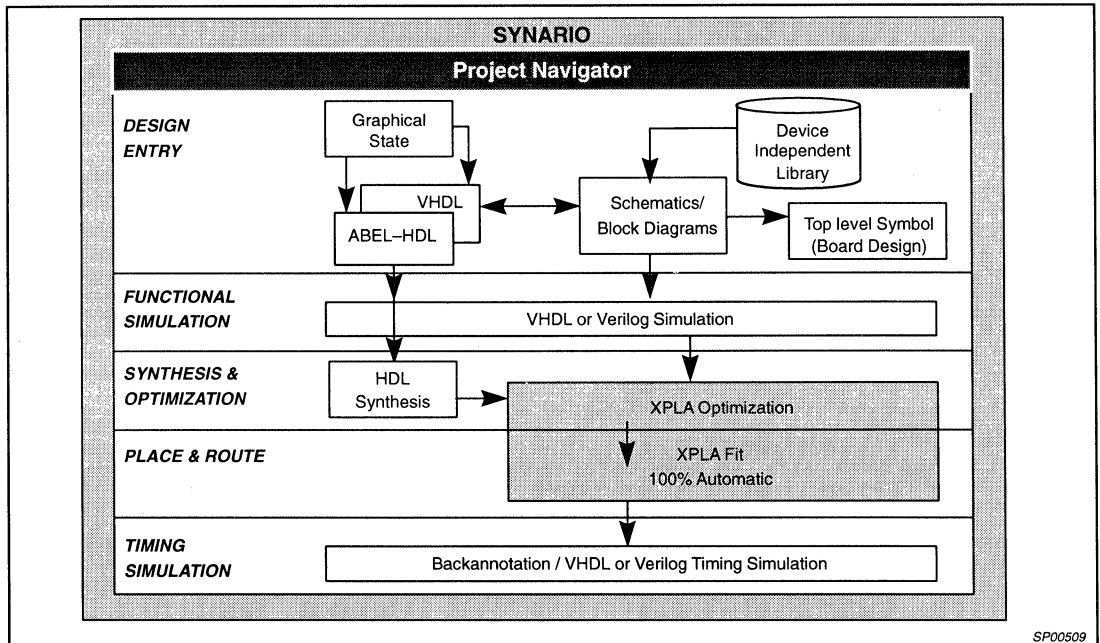 SYNARIO
Project Navigator
DESIGN
ENTRY
Graphical
State
VHDL
ABEL–HDL
Schematics/
Block Diagrams
Device
Independent
Library
Top level Symbol
(Board Design)
FUNCTIONAL
SIMULATION
VHDL or Verilog Simulation
SYNTHESIS &
OPTIMIZATION
HDL
Synthesis
XPLA Optimization
PLACE & ROUTE
XPLA Fit
100% Automatic
TIMING
SIMULATION
Backannotation / VHDL or Verilog Timing Simulation
SP00509